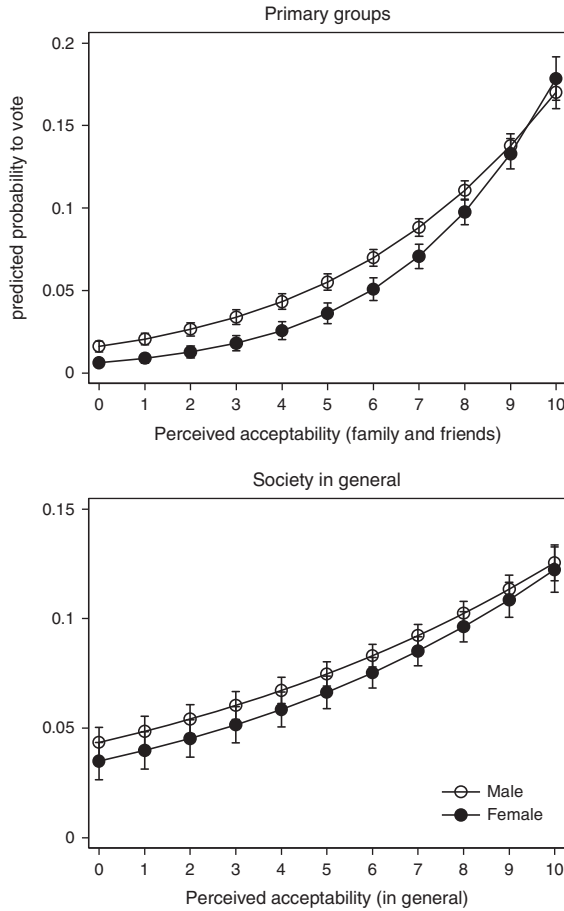 Primary groups
0.2
0.15
0.1
0.05
0
predicted probability to vote
0 1 2 3 4 5 6 7 8 9 10
Perceived acceptability (family and friends)
Society in general
0.15
0.1
0.05
0
Male
Female
0 1 2 3 4 5 6 7 8 9 10
Perceived acceptability (in general)